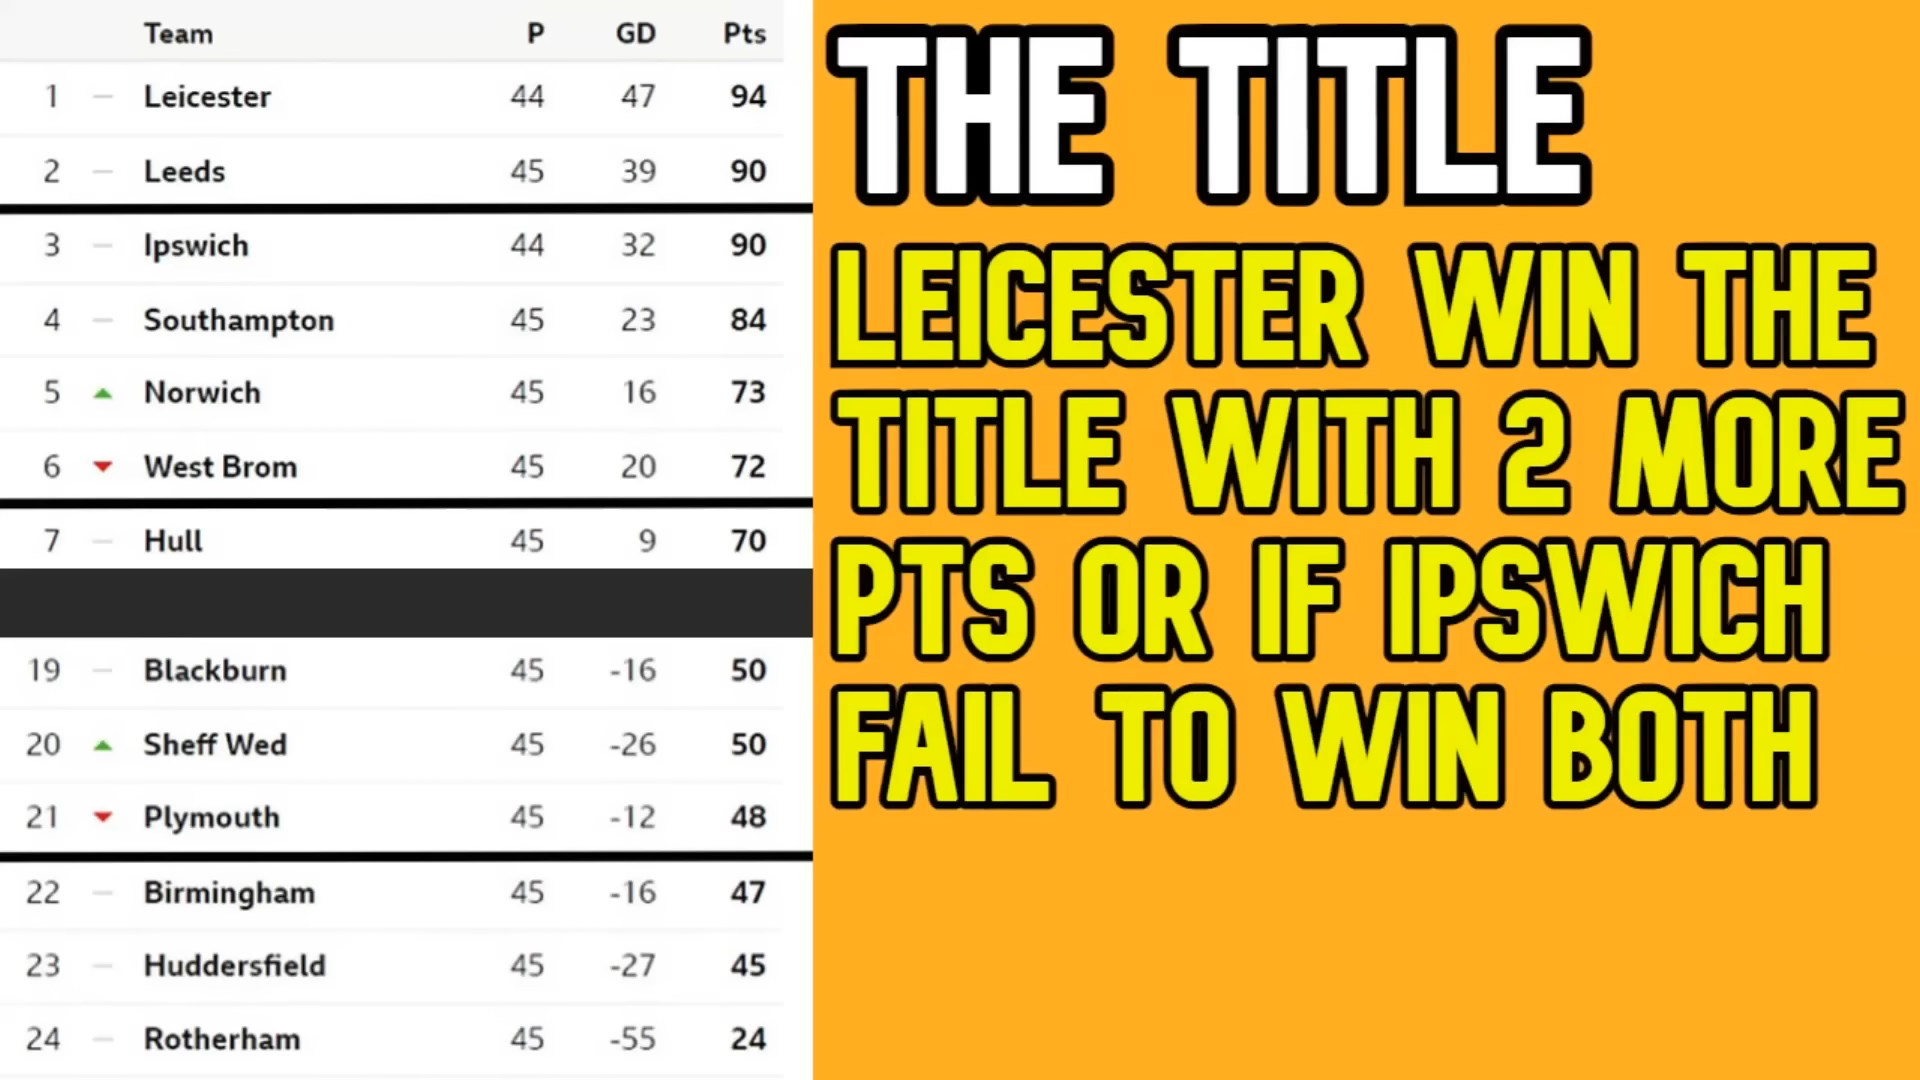 Team P GD Pts
1 – Leicester 44 47 94
2 – Leeds 45 39 90
3 – Ipswich 44 32 90
4 – Southampton 45 23 84
5 Norwich 45 16 73
6 West Brom 45 20 72
7 – Hull 45 9 70
19 – Blackburn 45 -16 50
20 Sheff Wed 45 -26 50
21 Plymouth 45 -12 48
22 – Birmingham 45 -16 47
23 – Huddersfield 45 -27 45
24 – Rotherham 45 -55 24
THE TITLE
LEICESTER WIN THE
TITLE WITH 2 MORE
PTS OR IF IPSWICH
FAIL TO WIN BOTH